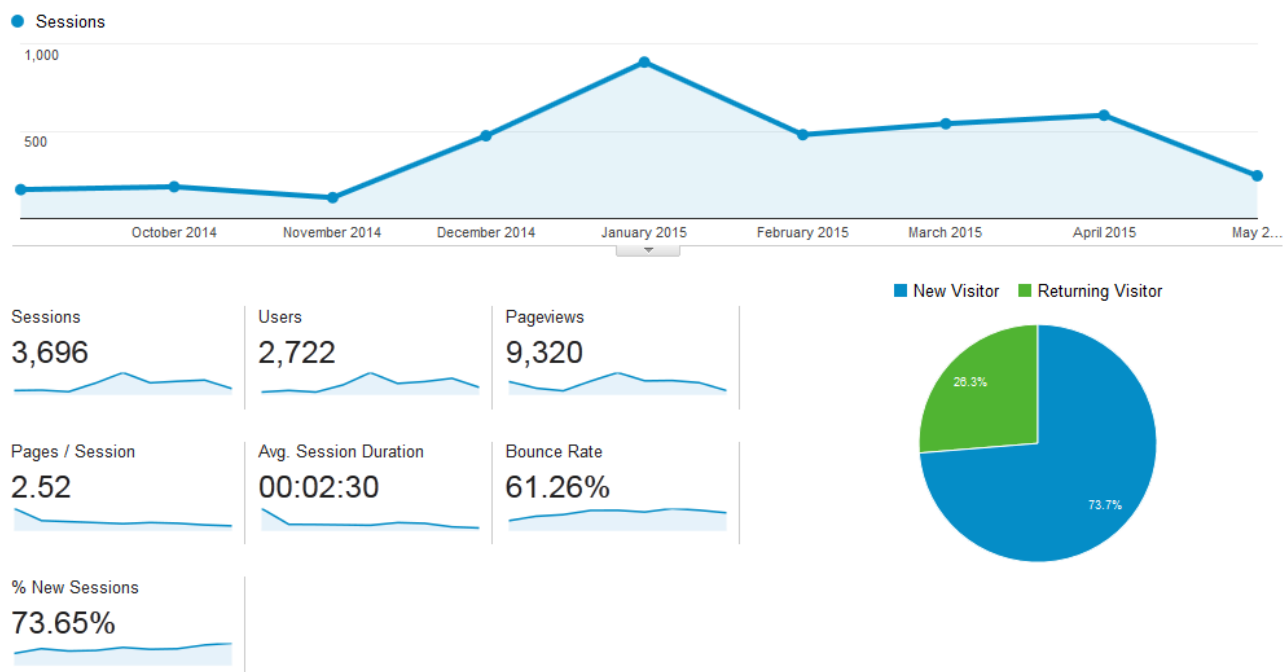 Sessions
1,000
500
October 2014 November 2014 December 2014 January 2015 February 2015 March 2015 April 2015 May 2...
New Visitor Returning Visitor
Sessions Users Pageviews
3,696 2,722 9,320
26.3%
Pages / Session Avg. Session Duration Bounce Rate
2.52 00:02:30 61.26%
73.7%
% New Sessions
73.65%